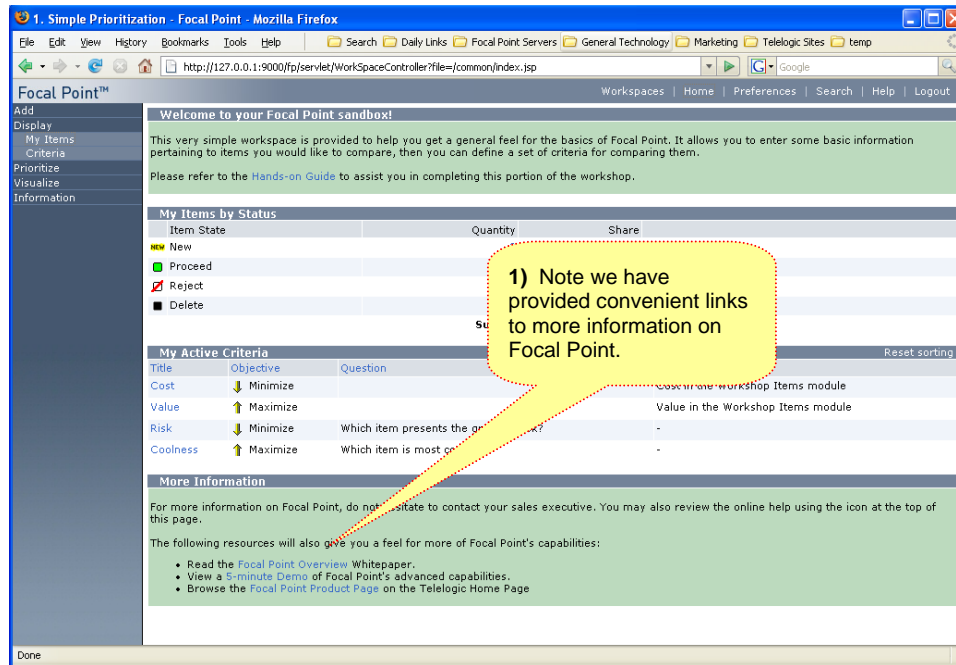 1. Simple Prioritization - Focal Point - Mozilla Firefox
File Edit View History Bookmarks Tools Help Search Daily Links Focal Point Servers General Technology Marketing Telelogic Sites temp
http://127.0.0.1:9000/fp/servlet/WorkSpaceController?file=/common/index.jsp
G Google
Focal Point™
Workspaces | Home | Preferences | Search | Help | Logout
Add
Display
My Items
Criteria
Prioritize
Visualize
Information
Welcome to your Focal Point sandbox!
This very simple workspace is provided to help you get a general feel for the basics of Focal Point. It allows you to enter some basic information
pertaining to items you would like to compare, then you can define a set of criteria for comparing them.
Please refer to the Hands-on Guide to assist you in completing this portion of the workshop.
My Items by Status
Item State Quantity Share
NEW New
Proceed
Reject
Delete
1) Note we have
provided convenient links
to more information on
Focal Point.
My Active Criteria
Reset sorting
Title Objective Question
Cost Minimize Cost in the Workshop Items module
Value Maximize Value in the Workshop Items module
Risk Minimize Which item presents the -
Coolness Maximize Which item is most -
More Information
For more information on Focal Point, do not hesitate to contact your sales executive. You may also review the online help using the icon at the top of
this page.
The following resources will also give you a feel for more of Focal Point's capabilities:
• Read the Focal Point Overview Whitepaper.
• View a 5-minute Demo of Focal Point's advanced capabilities.
• Browse the Focal Point Product Page on the Telelogic Home Page
Done